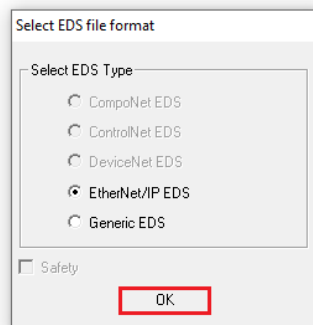 Select EDS file format
Select EDS Type
CompoNet EDS
ControlNet EDS
DeviceNet EDS
EtherNet/IP EDS
Generic EDS
Safety
OK